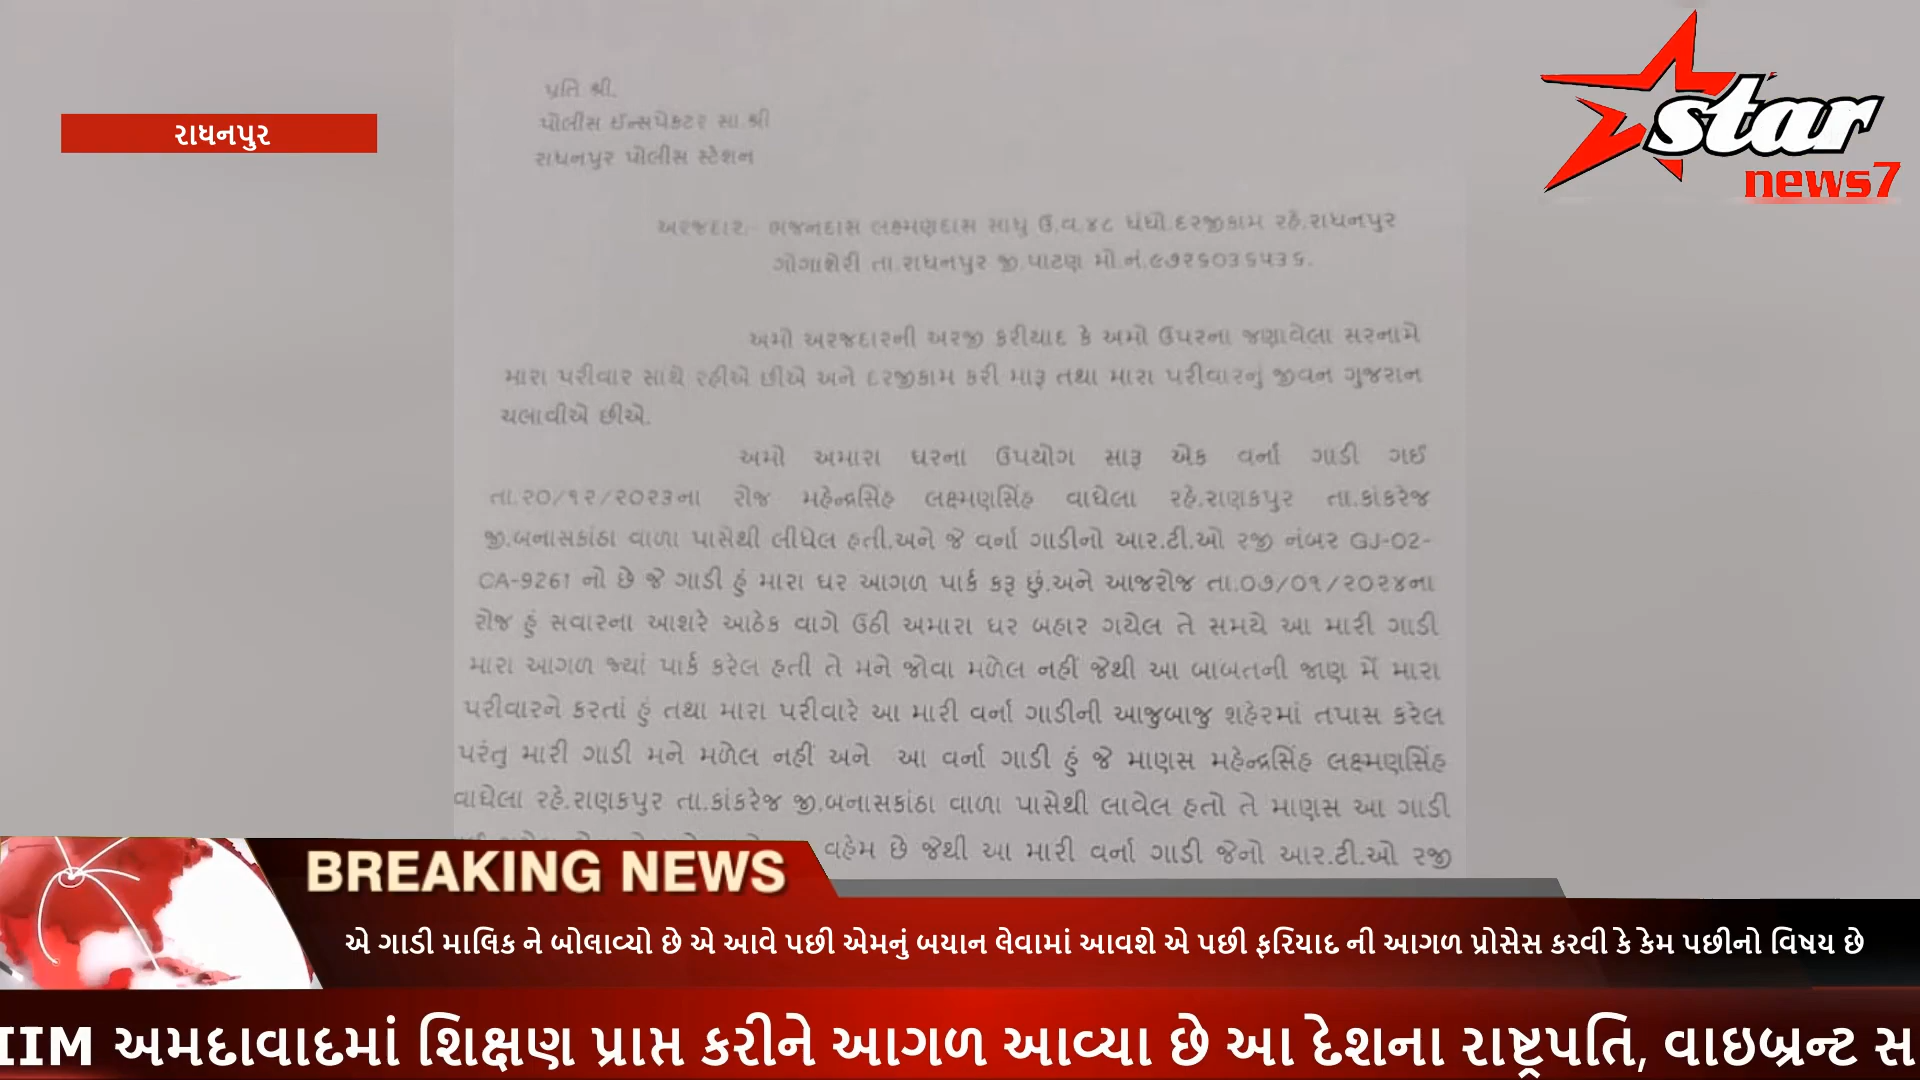 star
news7
રાધનપુર
પ્રતિ શ્રી.
પોલીસ ઈન્સપેકટર સા.શ્રી
રાધનપુર પોલીસ સ્ટેશન
અરજદાર:- ભજનદાસ લક્ષ્મણદાસ સાધુ ઉ.વ.૪૮ ધંધો.દરજીકામ રહે.રાધનપુર
ગોગાશેરી તા.રાધનપુર જી.પાટણ મો.નં.૯૭૨૬૦૩૬૫૩૬.
અમો અરજદારની અરજી ફરીયાદ કે અમો ઉપરના જણાવેલા સરનામે
મારા પરીવાર સાથે રહીએ છીએ અને દરજીકામ કરી મારૂ તથા મારા પરીવારનું જીવન ગુજરાન
ચલાવીએ છીએ.
અમો અમારા ઘરના ઉપયોગ સારૂ એક વર્ના ગાડી ગઈ
તા.૨૦/૧૨/૨૦૨૩ના રોજ મહેન્દ્રસિંહ લક્ષ્મણસિંહ વાઘેલા રહે.રાણકપુર તા.કાંકરેજ
જી.બનાસકાંઠા વાળા પાસેથી લીધેલ હતી.અને જે વર્ના ગાડીનો આર.ટી.ઓ રજી નંબર GJ-02-
CA-9261 નો છે જે ગાડી હું મારા ઘર આગળ પાર્ક કરૂ છું.અને આજરોજ તા.૦૭/૦૧/૨૦૨૪ના
રોજ હું સવારના આશરે આઠેક વાગે ઉઠી અમારા ઘર બહાર ગયેલ તે સમયે આ મારી ગાડી
મારા આગળ જ્યાં પાર્ક કરેલ હતી તે મને જોવા મળેલ નહીં જેથી આ બાબતની જાણ મેં મારા
પરીવારને કરતાં હું તથા મારા પરીવારે આ મારી વર્ના ગાડીની આજુબાજુ શહેરમાં તપાસ કરેલ
પરંતુ મારી ગાડી મને મળેલ નહીં અને આ વર્ના ગાડી હું જે માણસ મહેન્દ્રસિંહ લક્ષ્મણસિંહ
વાઘેલા રહે.રાણકપુર તા.કાંકરેજ જી.બનાસકાંઠા વાળા પાસેથી લાવેલ હતો તે માણસ આ ગાડી
વહેમ છે જેથી આ મારી વર્ના ગાડી જેનો આર.ટી.ઓ રજી
BREAKING NEWS
એ ગાડી માલિક ને બોલાવ્યો છે એ આવે પછી એમનું બયાન લેવામાં આવશે એ પછી ફરિયાદ ની આગળ પ્રોસેસ કરવી કે કેમ પછીનો વિષય છે
IIM અમદાવાદમાં શિક્ષણ પ્રાપ્ત કરીને આગળ આવ્યા છે આ દેશના રાષ્ટ્રપતિ, વાઇબ્રન્ટ સ